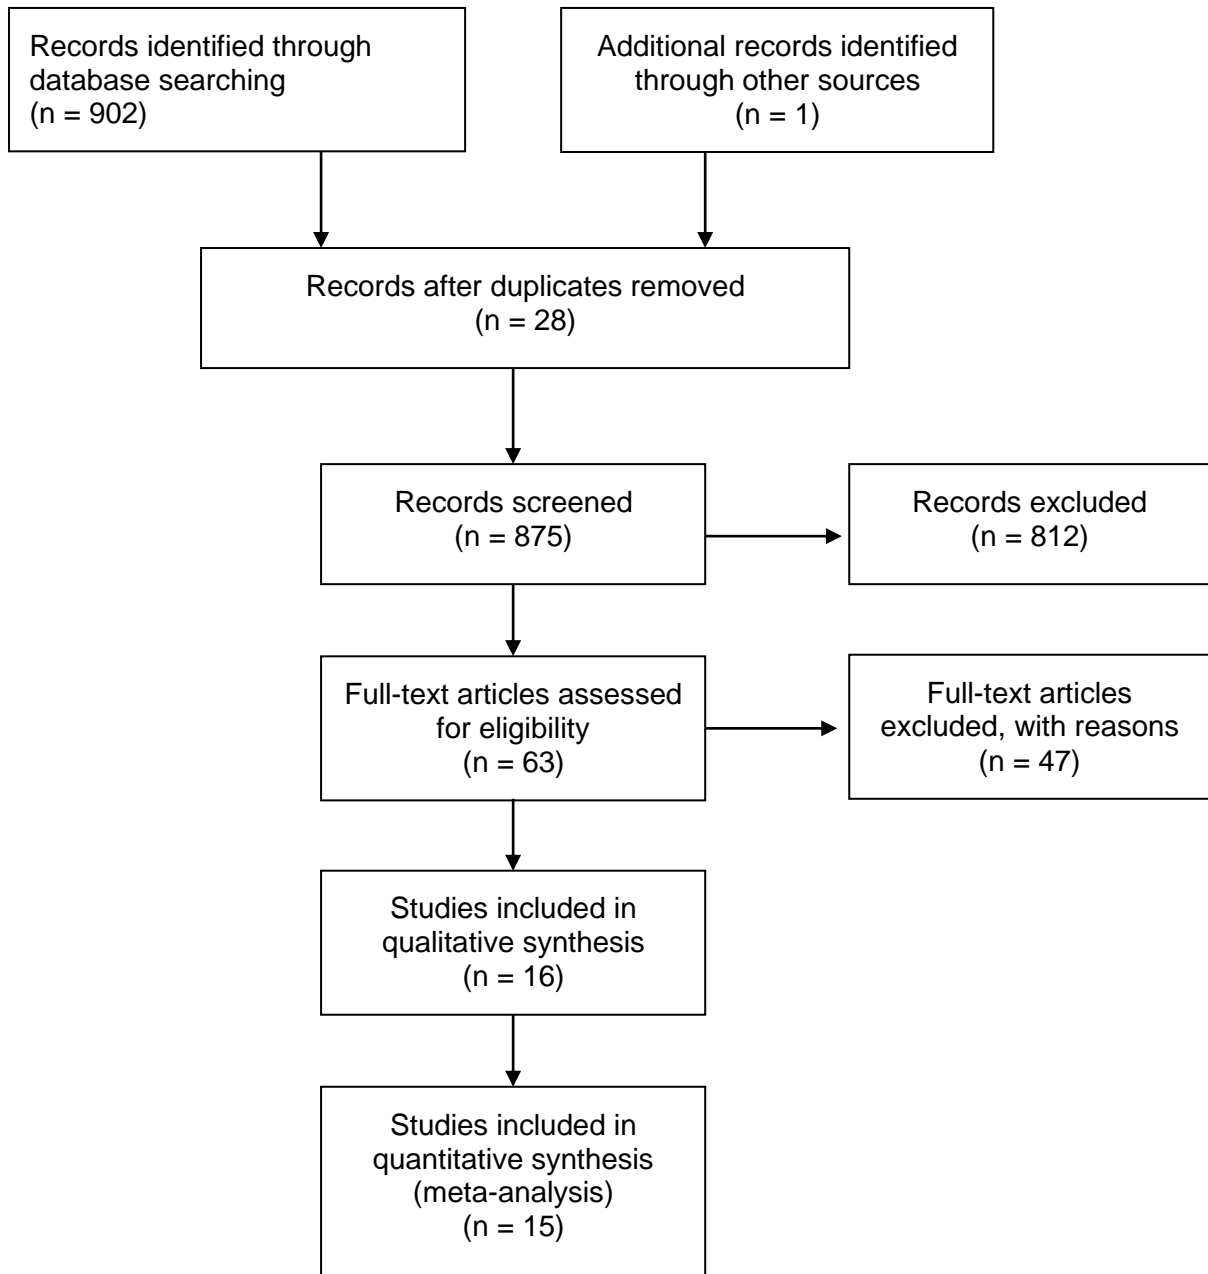 Records identified through
database searching
(n = 902)
Additional records identified
through other sources
(n = 1)
Records after duplicates removed
(n = 28)
Records screened
(n = 875)
Records excluded
(n = 812)
Full-text articles assessed
for eligibility
(n = 63)
Full-text articles
excluded, with reasons
(n = 47)
Studies included in
qualitative synthesis
(n = 16)
Studies included in
quantitative synthesis
(meta-analysis)
(n = 15)